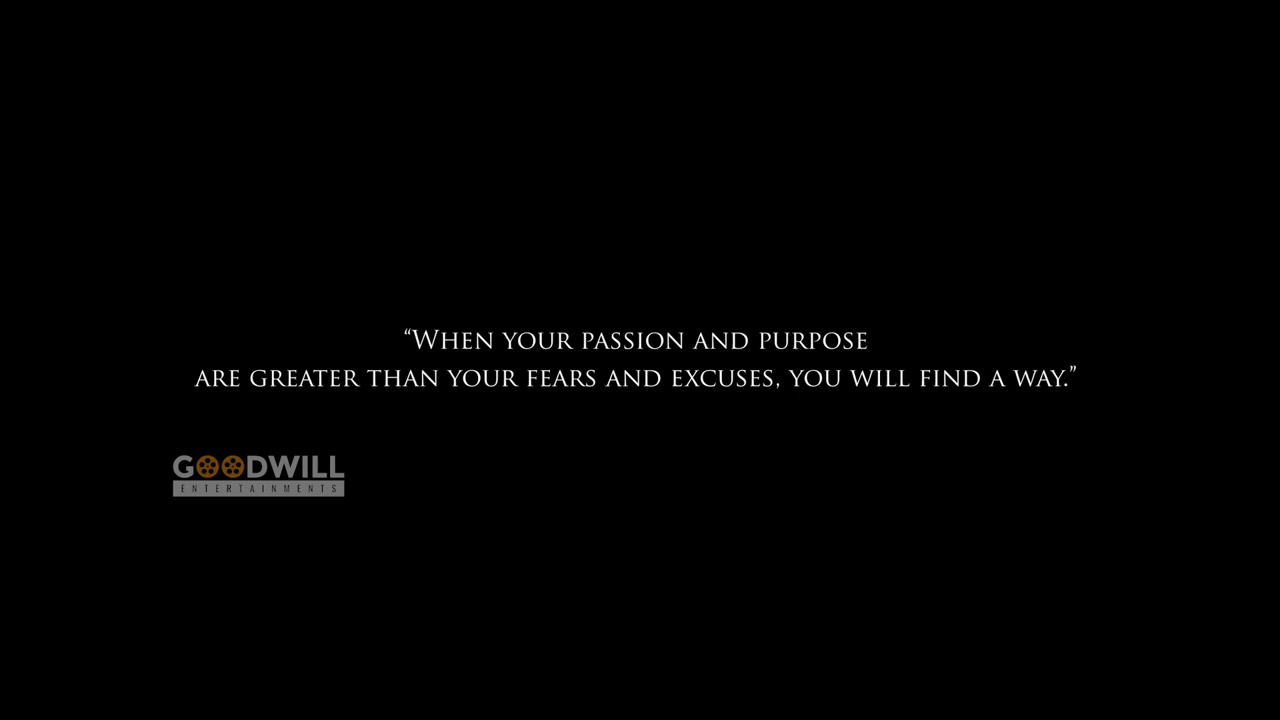 “When your passion and purpose
are greater than your fears and excuses, you will find a way.”
GOODWILL
ENTERTAINMENTS